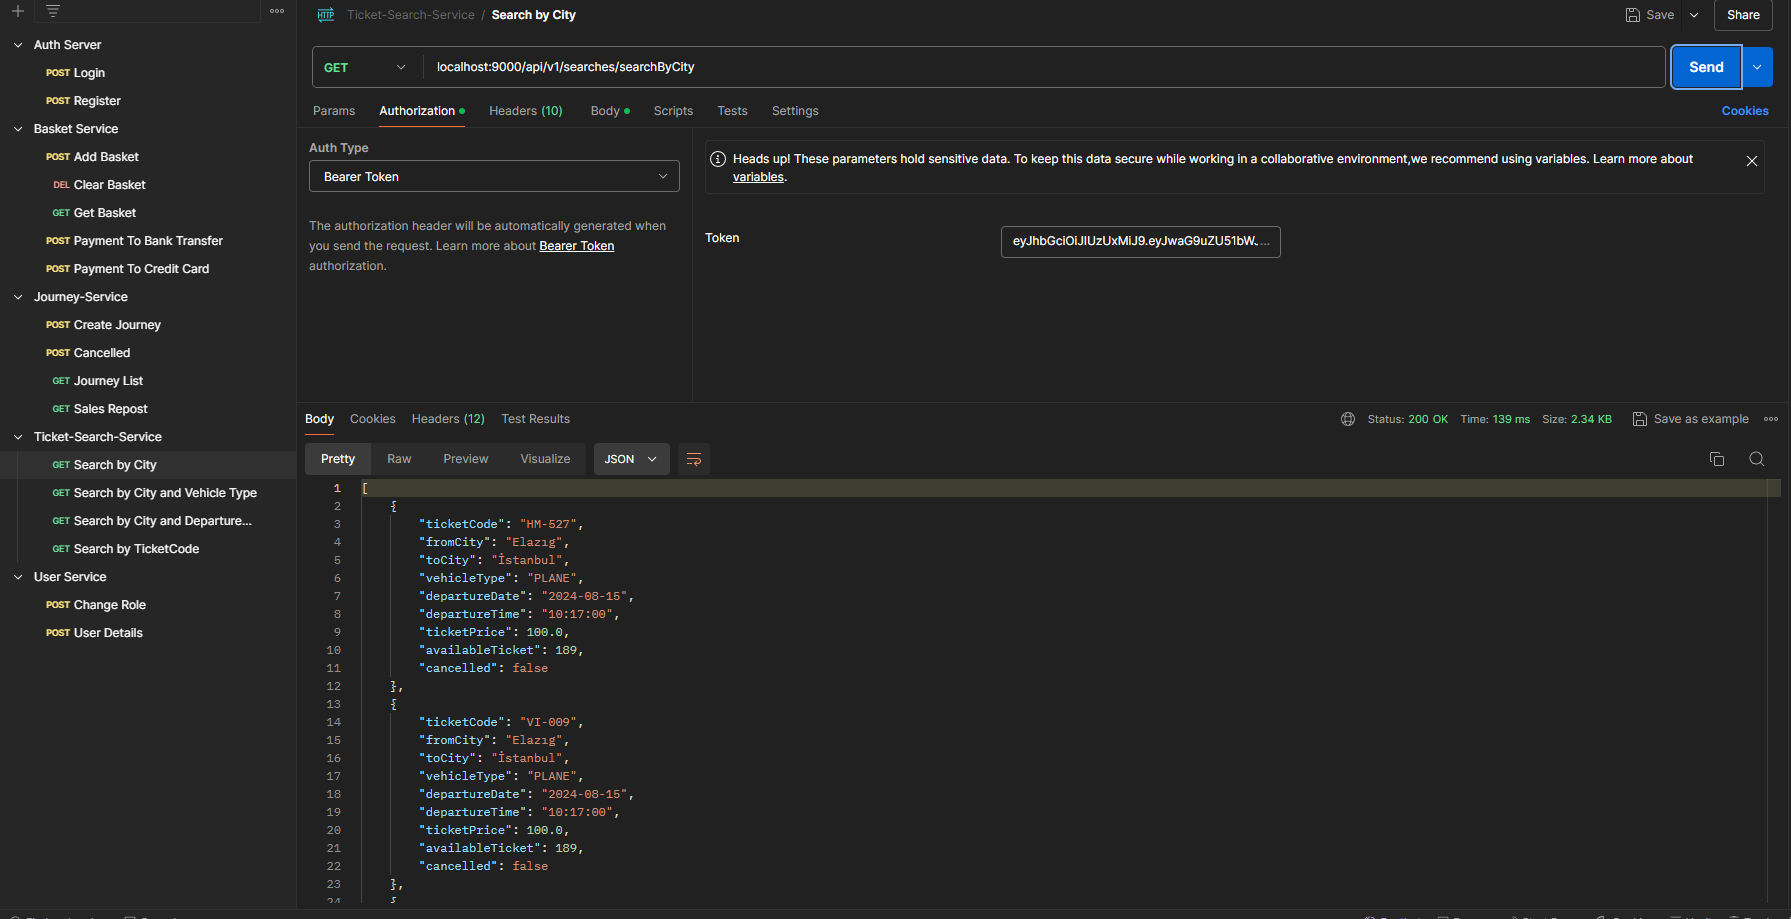 Ticket-Search-Service / Search by City
Save
Share
Auth Server
POST Login
POST Register
Basket Service
POST Add Basket
DEL Clear Basket
GET Get Basket
POST Payment To Bank Transfer
POST Payment To Credit Card
Journey-Service
POST Create Journey
POST Cancelled
GET Journey List
GET Sales Repost
Ticket-Search-Service
GET Search by City
GET Search by City and Vehicle Type
GET Search by City and Departure...
GET Search by TicketCode
User Service
POST Change Role
POST User Details
GET
localhost:9000/api/v1/searches/searchByCity
Send
Params Authorization Headers (10) Body Scripts Tests Settings
Cookies
Auth Type
Bearer Token
The authorization header will be automatically generated when
you send the request. Learn more about Bearer Token
authorization.
Heads up! These parameters hold sensitive data. To keep this data secure while working in a collaborative environment,we recommend using variables. Learn more about
variables.
Token
eyJhbGciOiJIUzUxMiJ9.eyJwaG9uZU51bW...
Body Cookies Headers (12) Test Results
Status: 200 OK Time: 139 ms Size: 2.34 KB
Save as example
Pretty Raw Preview Visualize JSON
1 [
2 {
3 "ticketCode": "HM-527",
4 "fromCity": "Elazıg",
5 "toCity": "İstanbul",
6 "vehicleType": "PLANE",
7 "departureDate": "2024-08-15",
8 "departureTime": "10:17:00",
9 "ticketPrice": 100.0,
10 "availableTicket": 189,
11 "cancelled": false
12 },
13 {
14 "ticketCode": "VI-009",
15 "fromCity": "Elazıg",
16 "toCity": "İstanbul",
17 "vehicleType": "PLANE",
18 "departureDate": "2024-08-15",
19 "departureTime": "10:17:00",
20 "ticketPrice": 100.0,
21 "availableTicket": 189,
22 "cancelled": false
23 },
24 {